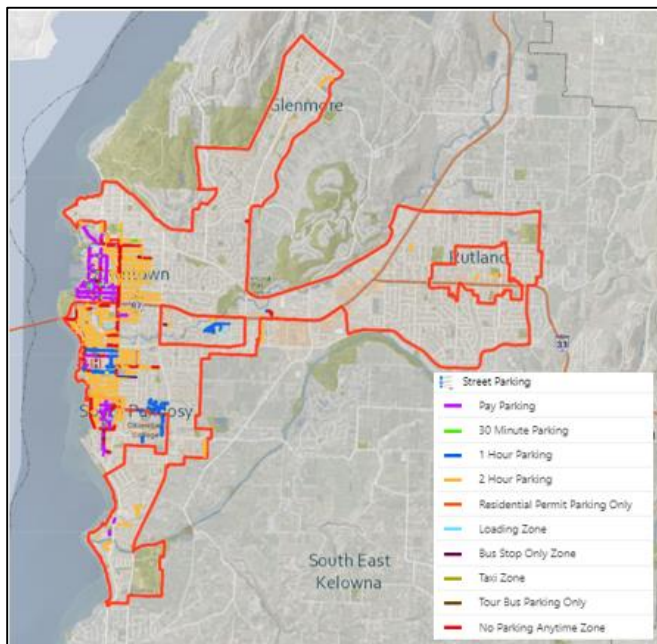 Glenmore
Rutland
South East
Kelowna
Street Parking
Pay Parking
30 Minute Parking
1 Hour Parking
2 Hour Parking
Residential Permit Parking Only
Loading Zone
Bus Stop Only Zone
Taxi Zone
Tour Bus Parking Only
No Parking Anytime Zone